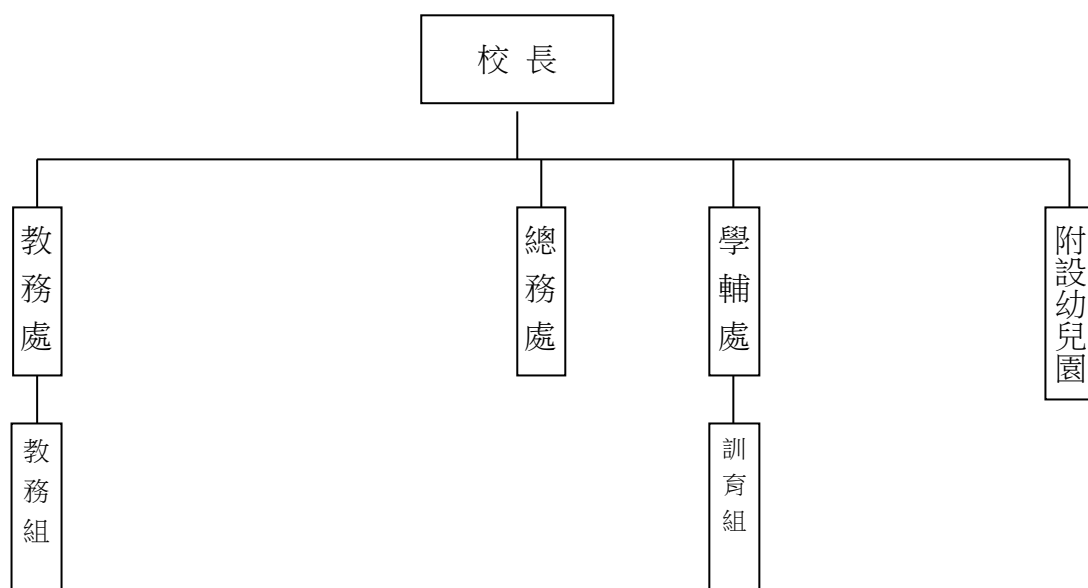 校長
教務處
總務處
學輔處
附設幼兒園
教務組
訓育組